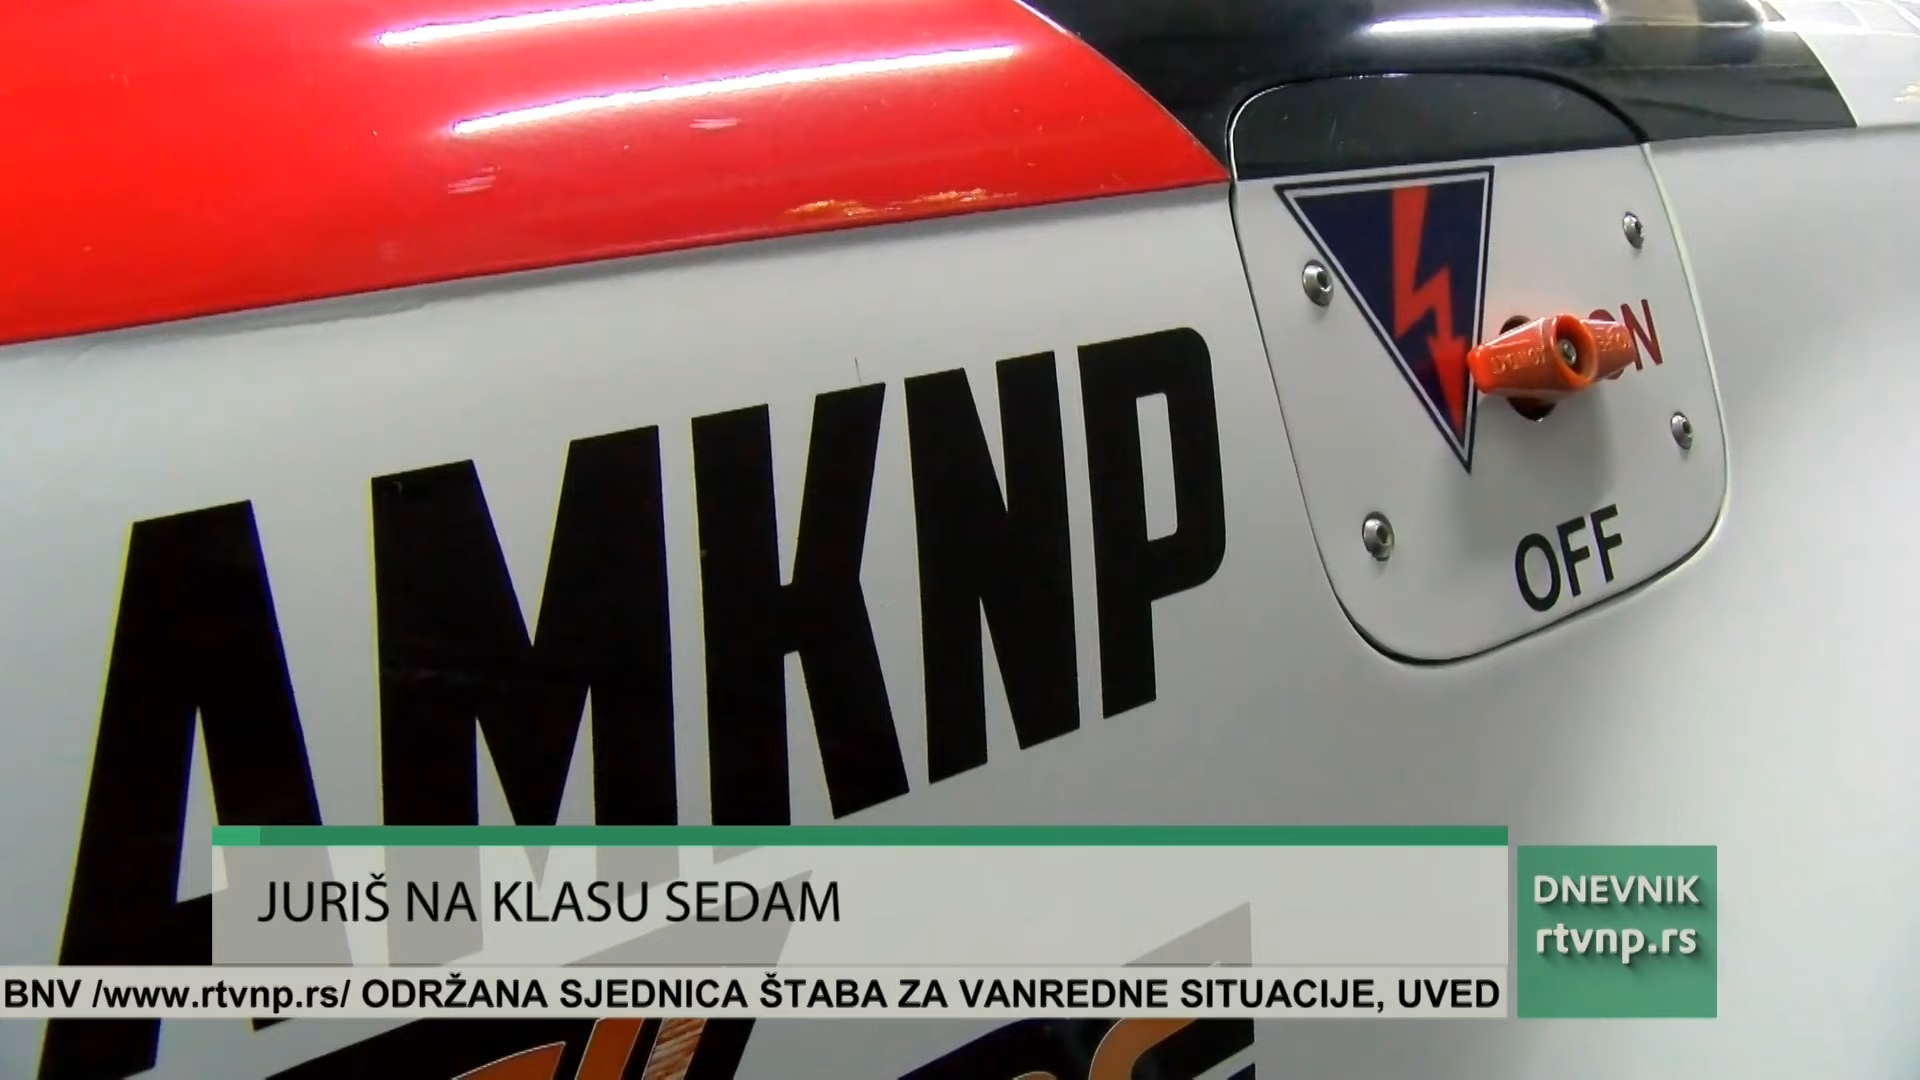 ON
AMKNP
OFF
JURIŠ NA KLASU SEDAM
DNEVNIK
rtvnp.rs
BNV /www.rtvnp.rs/ ODRŽANA SJEDNICA ŠTABA ZA VANREDNE SITUACIJE, UVED